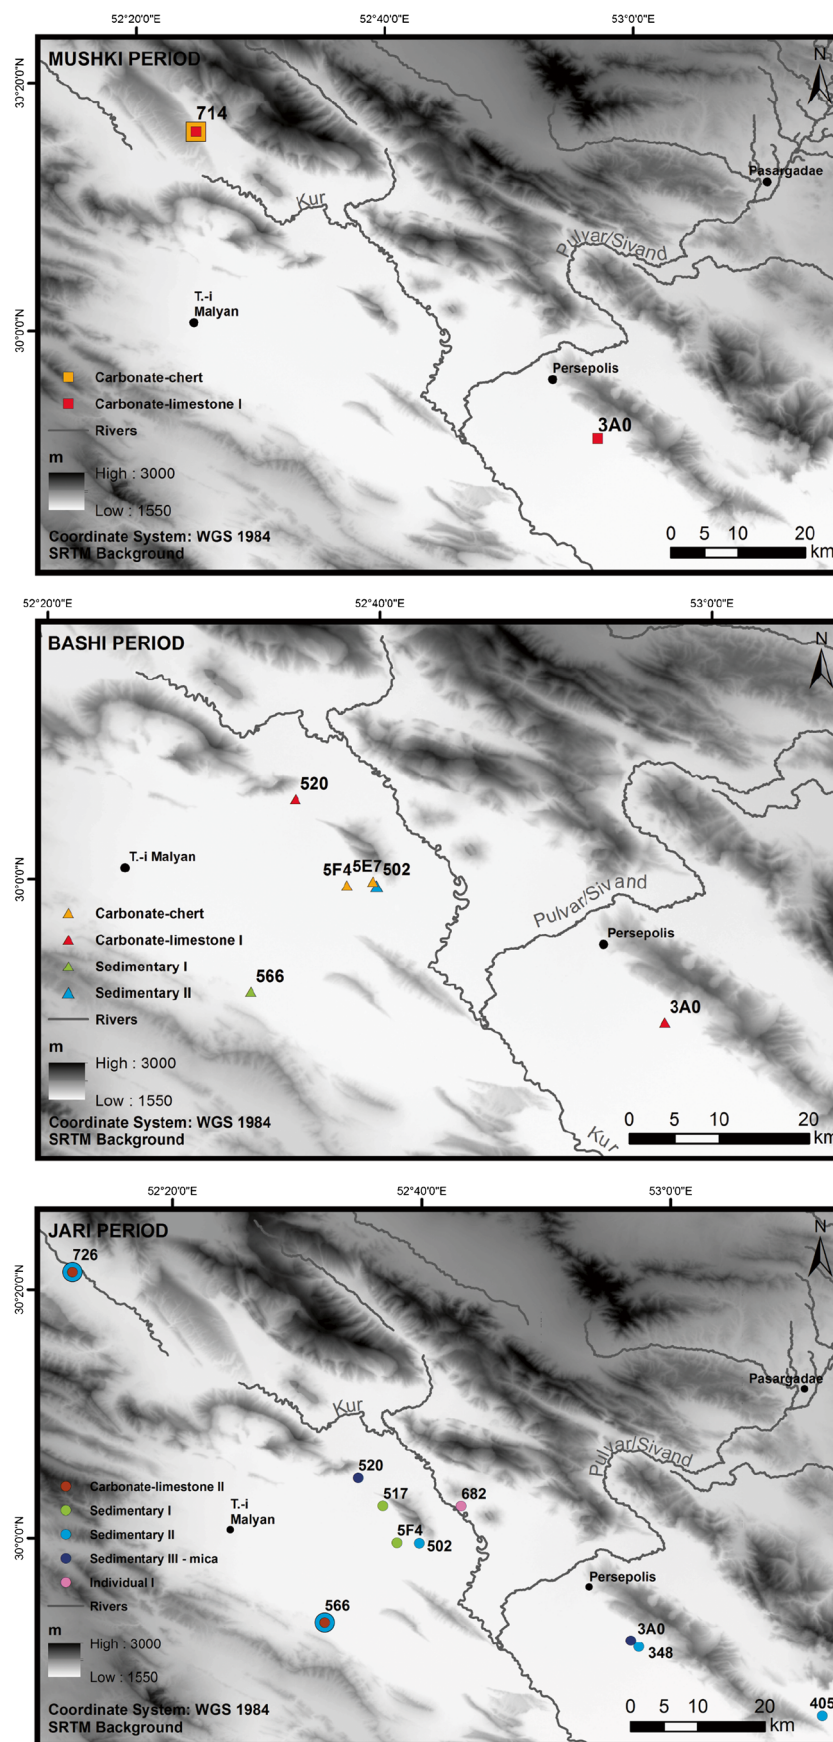 52°20'0"E
52°40'0"E
53°0'0"E
MUSHKI PERIOD
N
33°20'N
714
Pasargadae
Kur
Pulvar/Sivand
T.-i
Malyan
30°0'0"N
Persepolis
Carbonate-chert
Carbonate-limestone I
3A0
Rivers
m
High : 3000
Low : 1550
Coordinate System: WGS 1984
SRTM Background
0 5 10 20
km
52°20'0"E
52°40'0"E
53°0'0"E
BASHI PERIOD
N
520
T.-i Malyan
5F4
5E7
502
30°0'0"N
Pulvar/Sivand
Carbonate-chert
Persepolis
Carbonate-limestone I
Sedimentary I
566
Sedimentary II
3A0
Rivers
m
High : 3000
Low : 1550
Coordinate System: WGS 1984
SRTM Background
Kur
0 5 10 20
km
52°20'0"E
52°40'0"E
53°0'0"E
JARI PERIOD
N
726
30°20'0"N
Pasargadae
Kur
Pulvar/Sivand
520
Carbonate-limestone II
517
682
T.-i
Malyan
Sedimentary I
5F4
Sedimentary II
502
30°0'0"N
Sedimentary III - mica
Individual I
Persepolis
Rivers
566
m
High : 3000
Low : 1550
3A0
348
405
Coordinate System: WGS 1984
SRTM Background
0 5 10 20
km